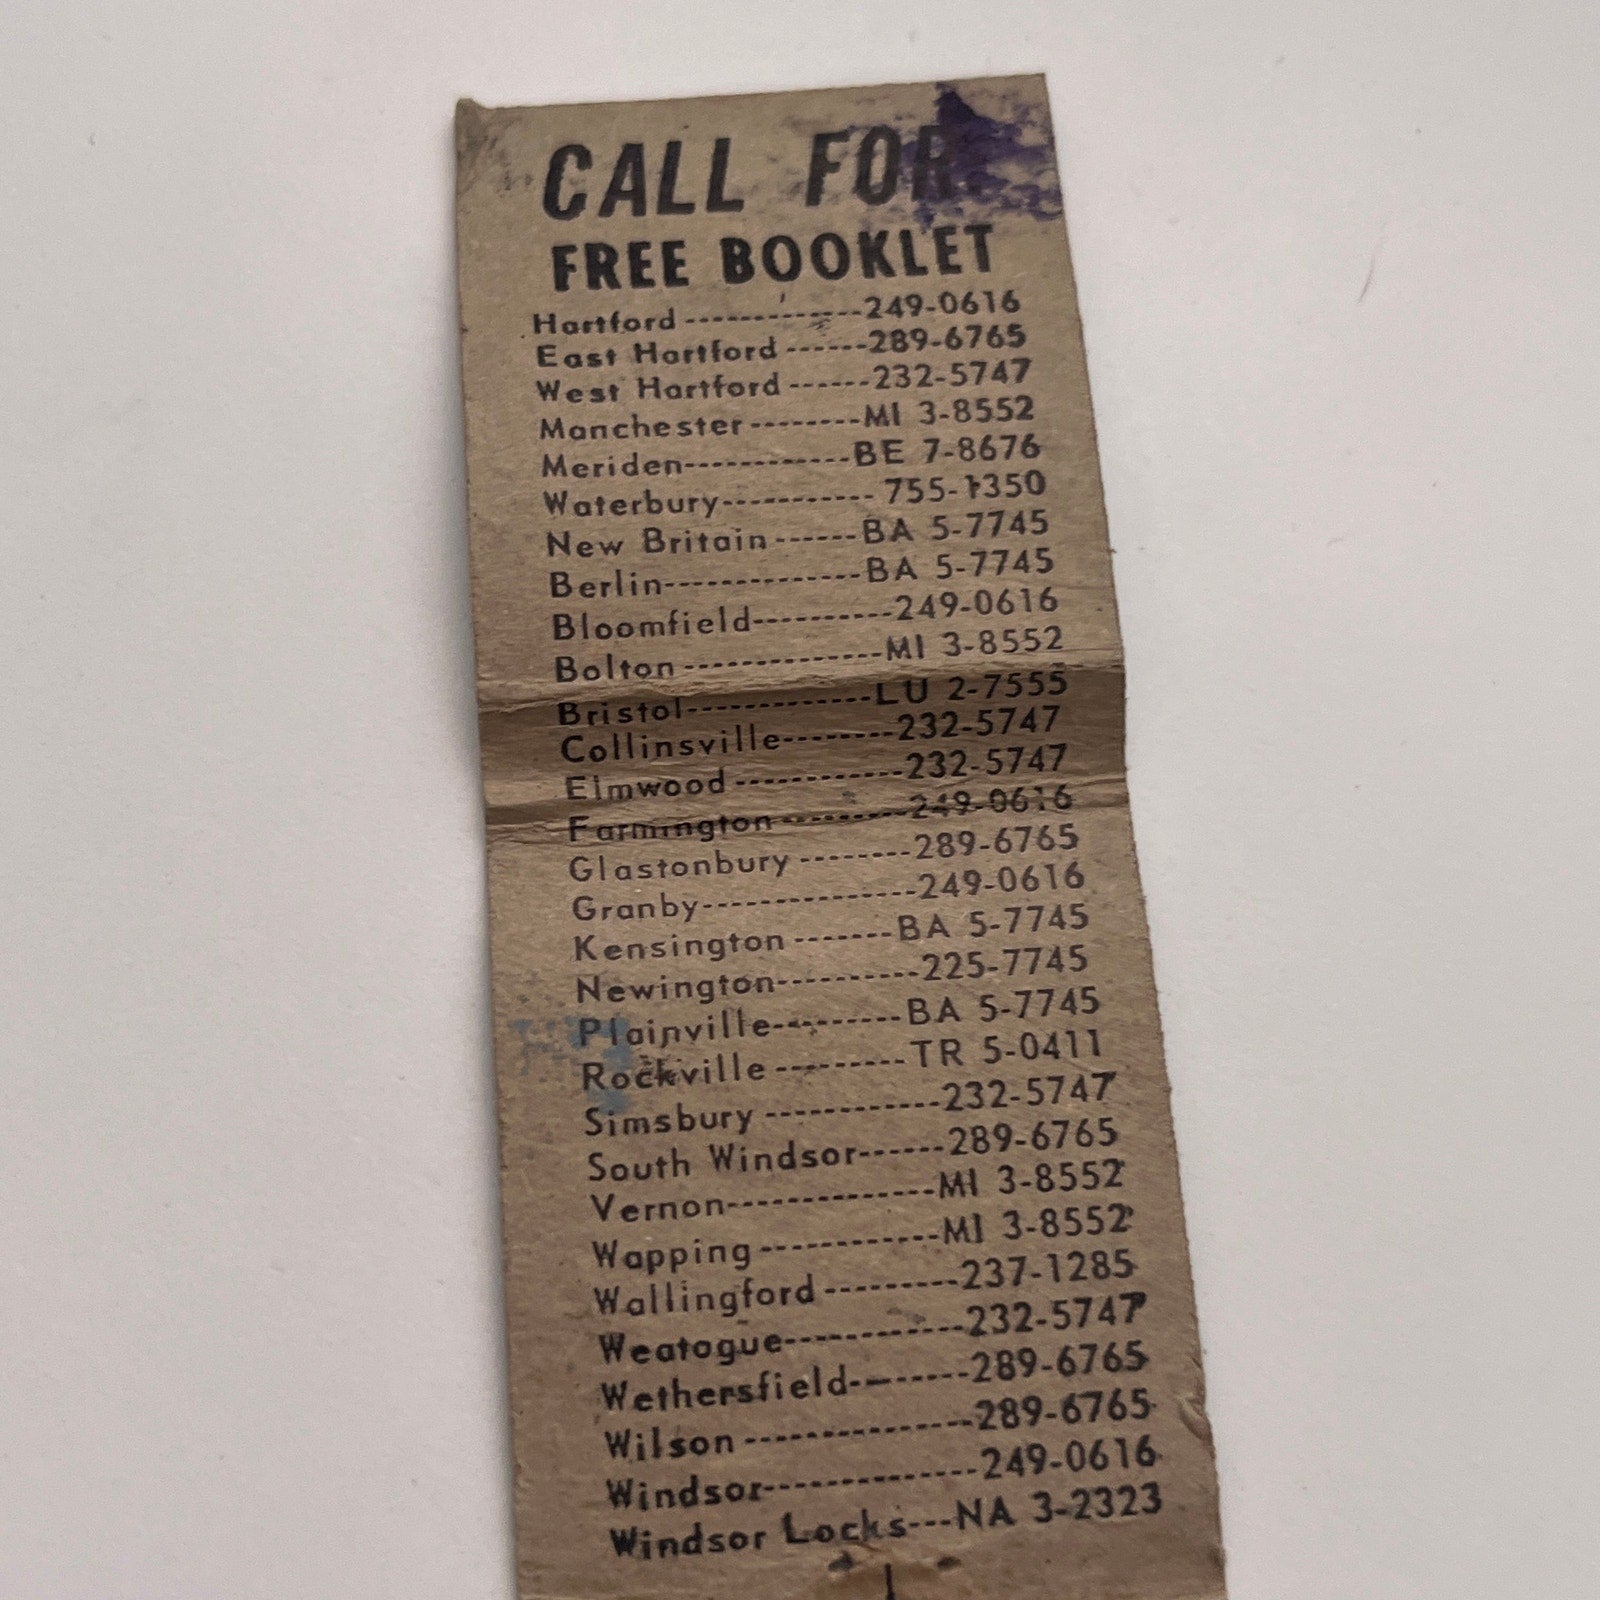 CALL FOR
FREE BOOKLET
Hartford-------------249-0616
East Hartford------289-6765
West Hartford------232-5747
Manchester--------MI 3-8552
Meriden------------BE 7-8676
Waterbury-----------755-1350
New Britain------BA 5-7745
Berlin--------------BA 5-7745
Bloomfield----------249-0616
Bolton--------------MI 3-8552
Bristol-------------LU 2-7555
Collinsville--------232-5747
Elmwood------------232-5747
Farmington---------249-0616
Glastonbury--------289-6765
Granby---------------249-0616
Kensington-------BA 5-7745
Newington----------225-7745
Plainville---------BA 5-7745
Rockville---------TR 5-0411
Simsbury------------232-5747
South Windsor------289-6765
Vernon--------------MI 3-8552
Wapping------------MI 3-8552
Wallingford---------237-1285
Weatogue------------232-5747
Wethersfield--------289-6765
Wilson---------------289-6765
Windsor--------------249-0616
Windsor Locks---NA 3-2323